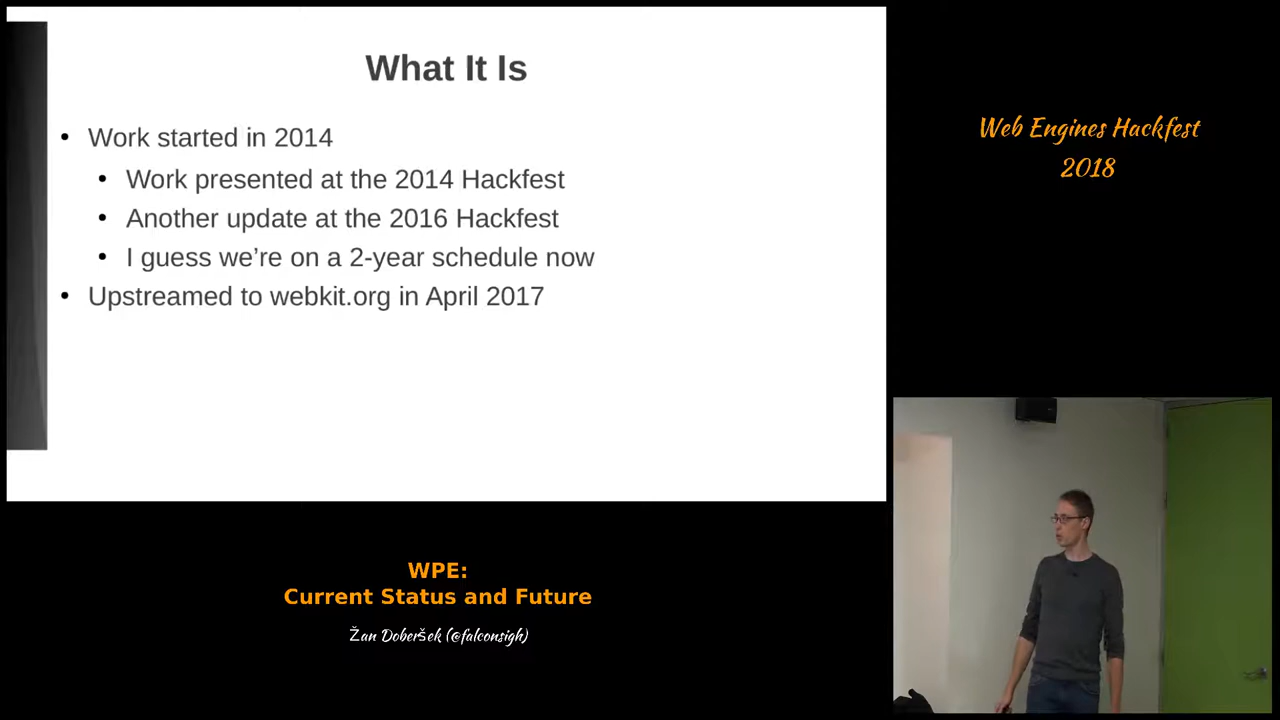 What It Is
• Work started in 2014
• Work presented at the 2014 Hackfest
• Another update at the 2016 Hackfest
• I guess we’re on a 2-year schedule now
• Upstreamed to webkit.org in April 2017
Web Engines Hackfest
2018
WPE:
Current Status and Future
Žan Doberšek (@falconsigh)